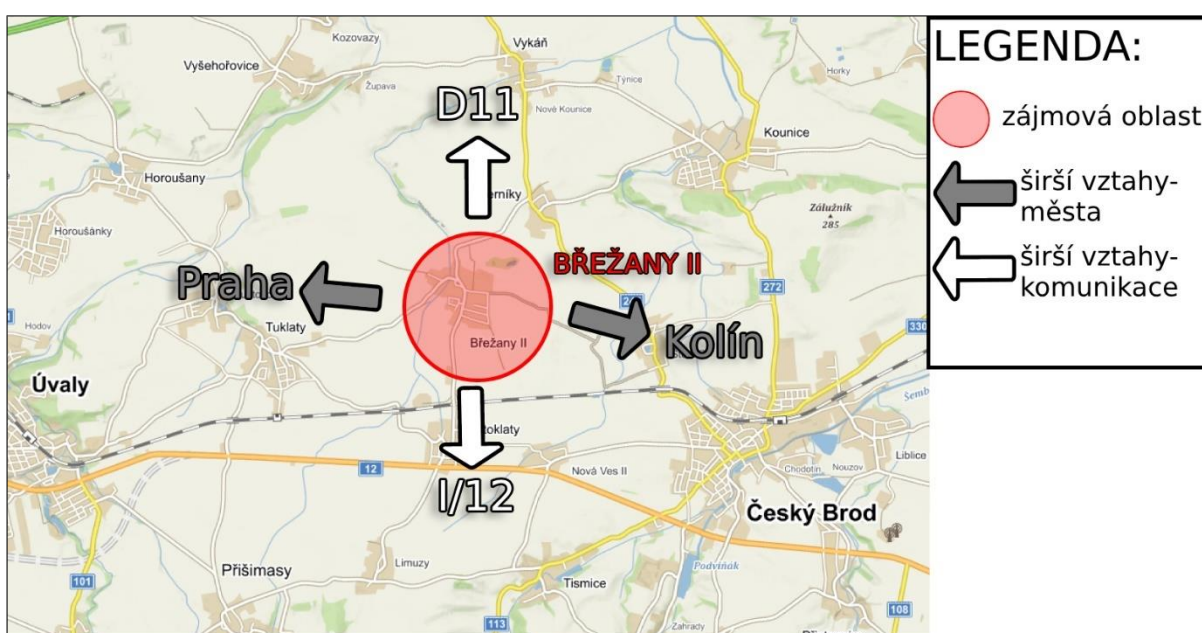 Kozovazy
Vykáň
Vyšehořovice
Župava
Týnice
Horky
Nové Kounice
D11
Kounice
Horoušany
Zálužník
285
Horoušánky
BŘEŽANY II
272
Praha
Kolín
330
Hodov
Tuklaty
Břežany II
Úvaly
12
Nová Ves II
Chodotín
Nouzov
Liblice
I/12
Český Brod
Přišimasy
Limuzy
Podviňák
101
Tismice
113
Zahrady
108
LEGENDA:
zájmová oblast
širší vztahy-
města
širší vztahy-
komunikace